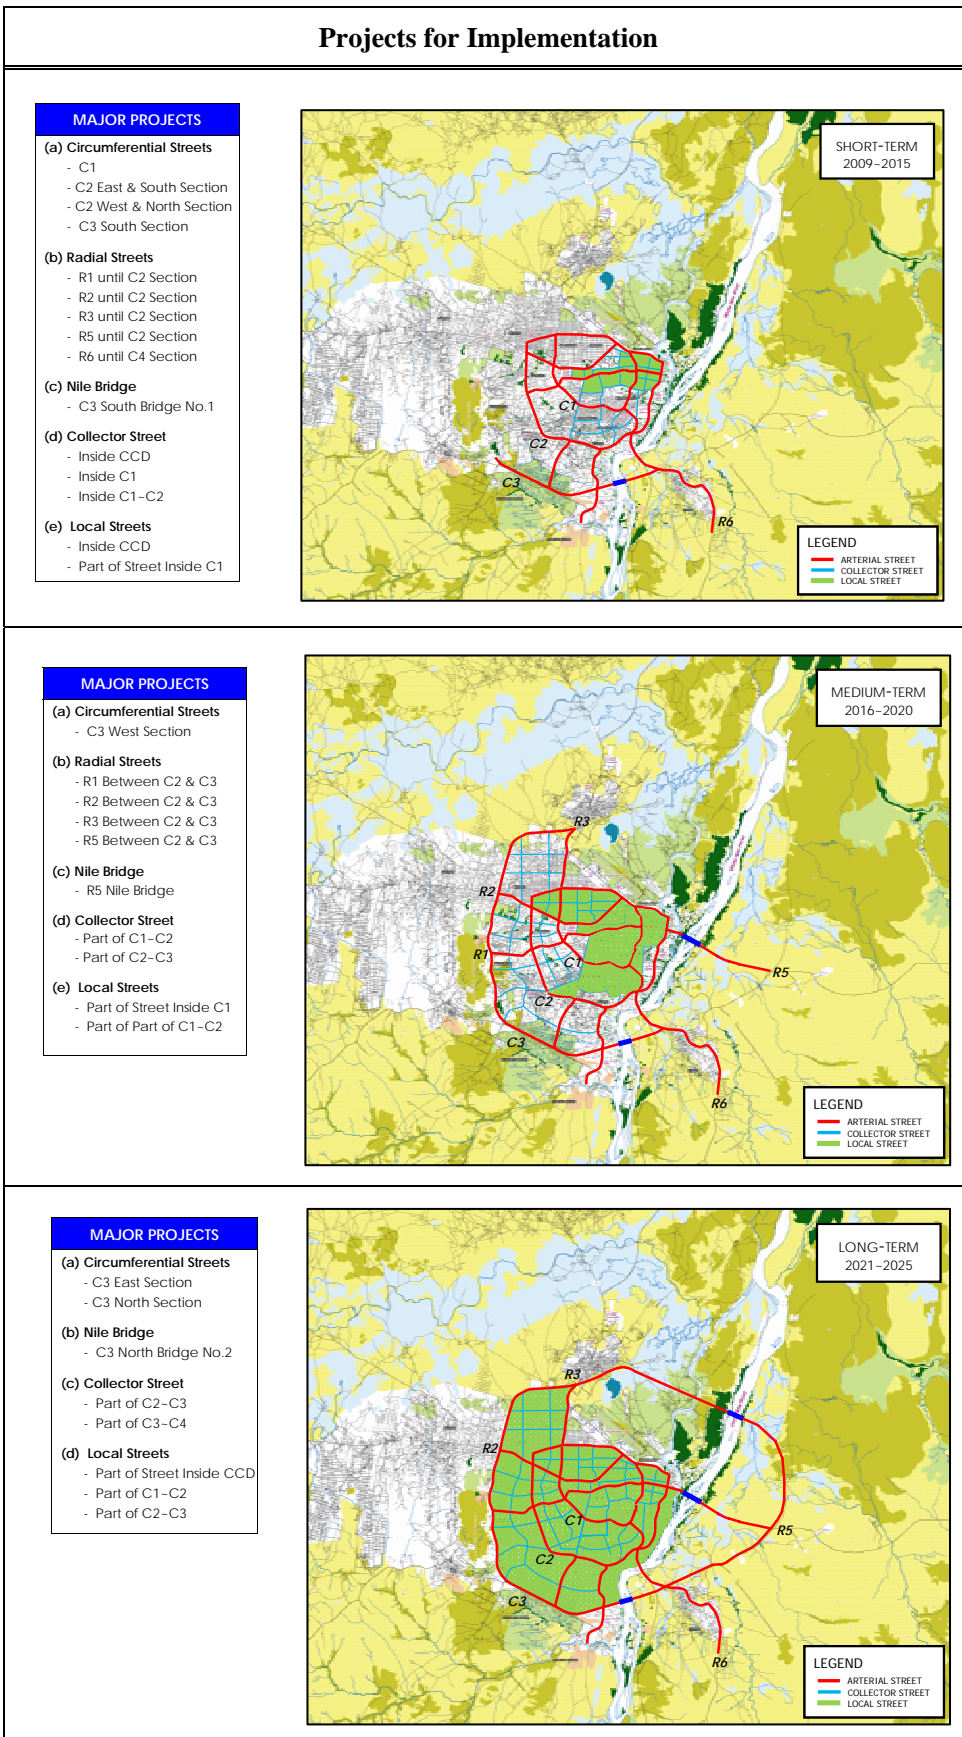 Projects for Implementation
MAJOR PROJECTS
(a) Circumferential Streets
- C1
- C2 East & South Section
- C2 West & North Section
- C3 South Section
(b) Radial Streets
- R1 until C2 Section
- R2 until C2 Section
- R3 until C2 Section
- R5 until C2 Section
- R6 until C4 Section
(c) Nile Bridge
- C3 South Bridge No.1
(d) Collector Street
- Inside CCD
- Inside C1
- Inside C1-C2
(e) Local Streets
- Inside CCD
- Part of Street Inside C1
SHORT-TERM
2009-2015
C1
C2
C3
R6
LEGEND
ARTERIAL STREET
COLLECTOR STREET
LOCAL STREET
MAJOR PROJECTS
(a) Circumferential Streets
- C3 West Section
(b) Radial Streets
- R1 Between C2 & C3
- R2 Between C2 & C3
- R3 Between C2 & C3
- R5 Between C2 & C3
(c) Nile Bridge
- R5 Nile Bridge
(d) Collector Street
- Part of C1-C2
- Part of C2-C3
(e) Local Streets
- Part of Street Inside C1
- Part of Part of C1-C2
MEDIUM-TERM
2016-2020
R3
R2
R1
C1
R5
C2
C3
R6
LEGEND
ARTERIAL STREET
COLLECTOR STREET
LOCAL STREET
MAJOR PROJECTS
(a) Circumferential Streets
- C3 East Section
- C3 North Section
(b) Nile Bridge
- C3 North Bridge No.2
(c) Collector Street
- Part of C2-C3
- Part of C3-C4
(d) Local Streets
- Part of Street Inside CCD
- Part of C1-C2
- Part of C2-C3
LONG-TERM
2021-2025
R3
R2
C1
R5
C2
C3
R6
LEGEND
ARTERIAL STREET
COLLECTOR STREET
LOCAL STREET